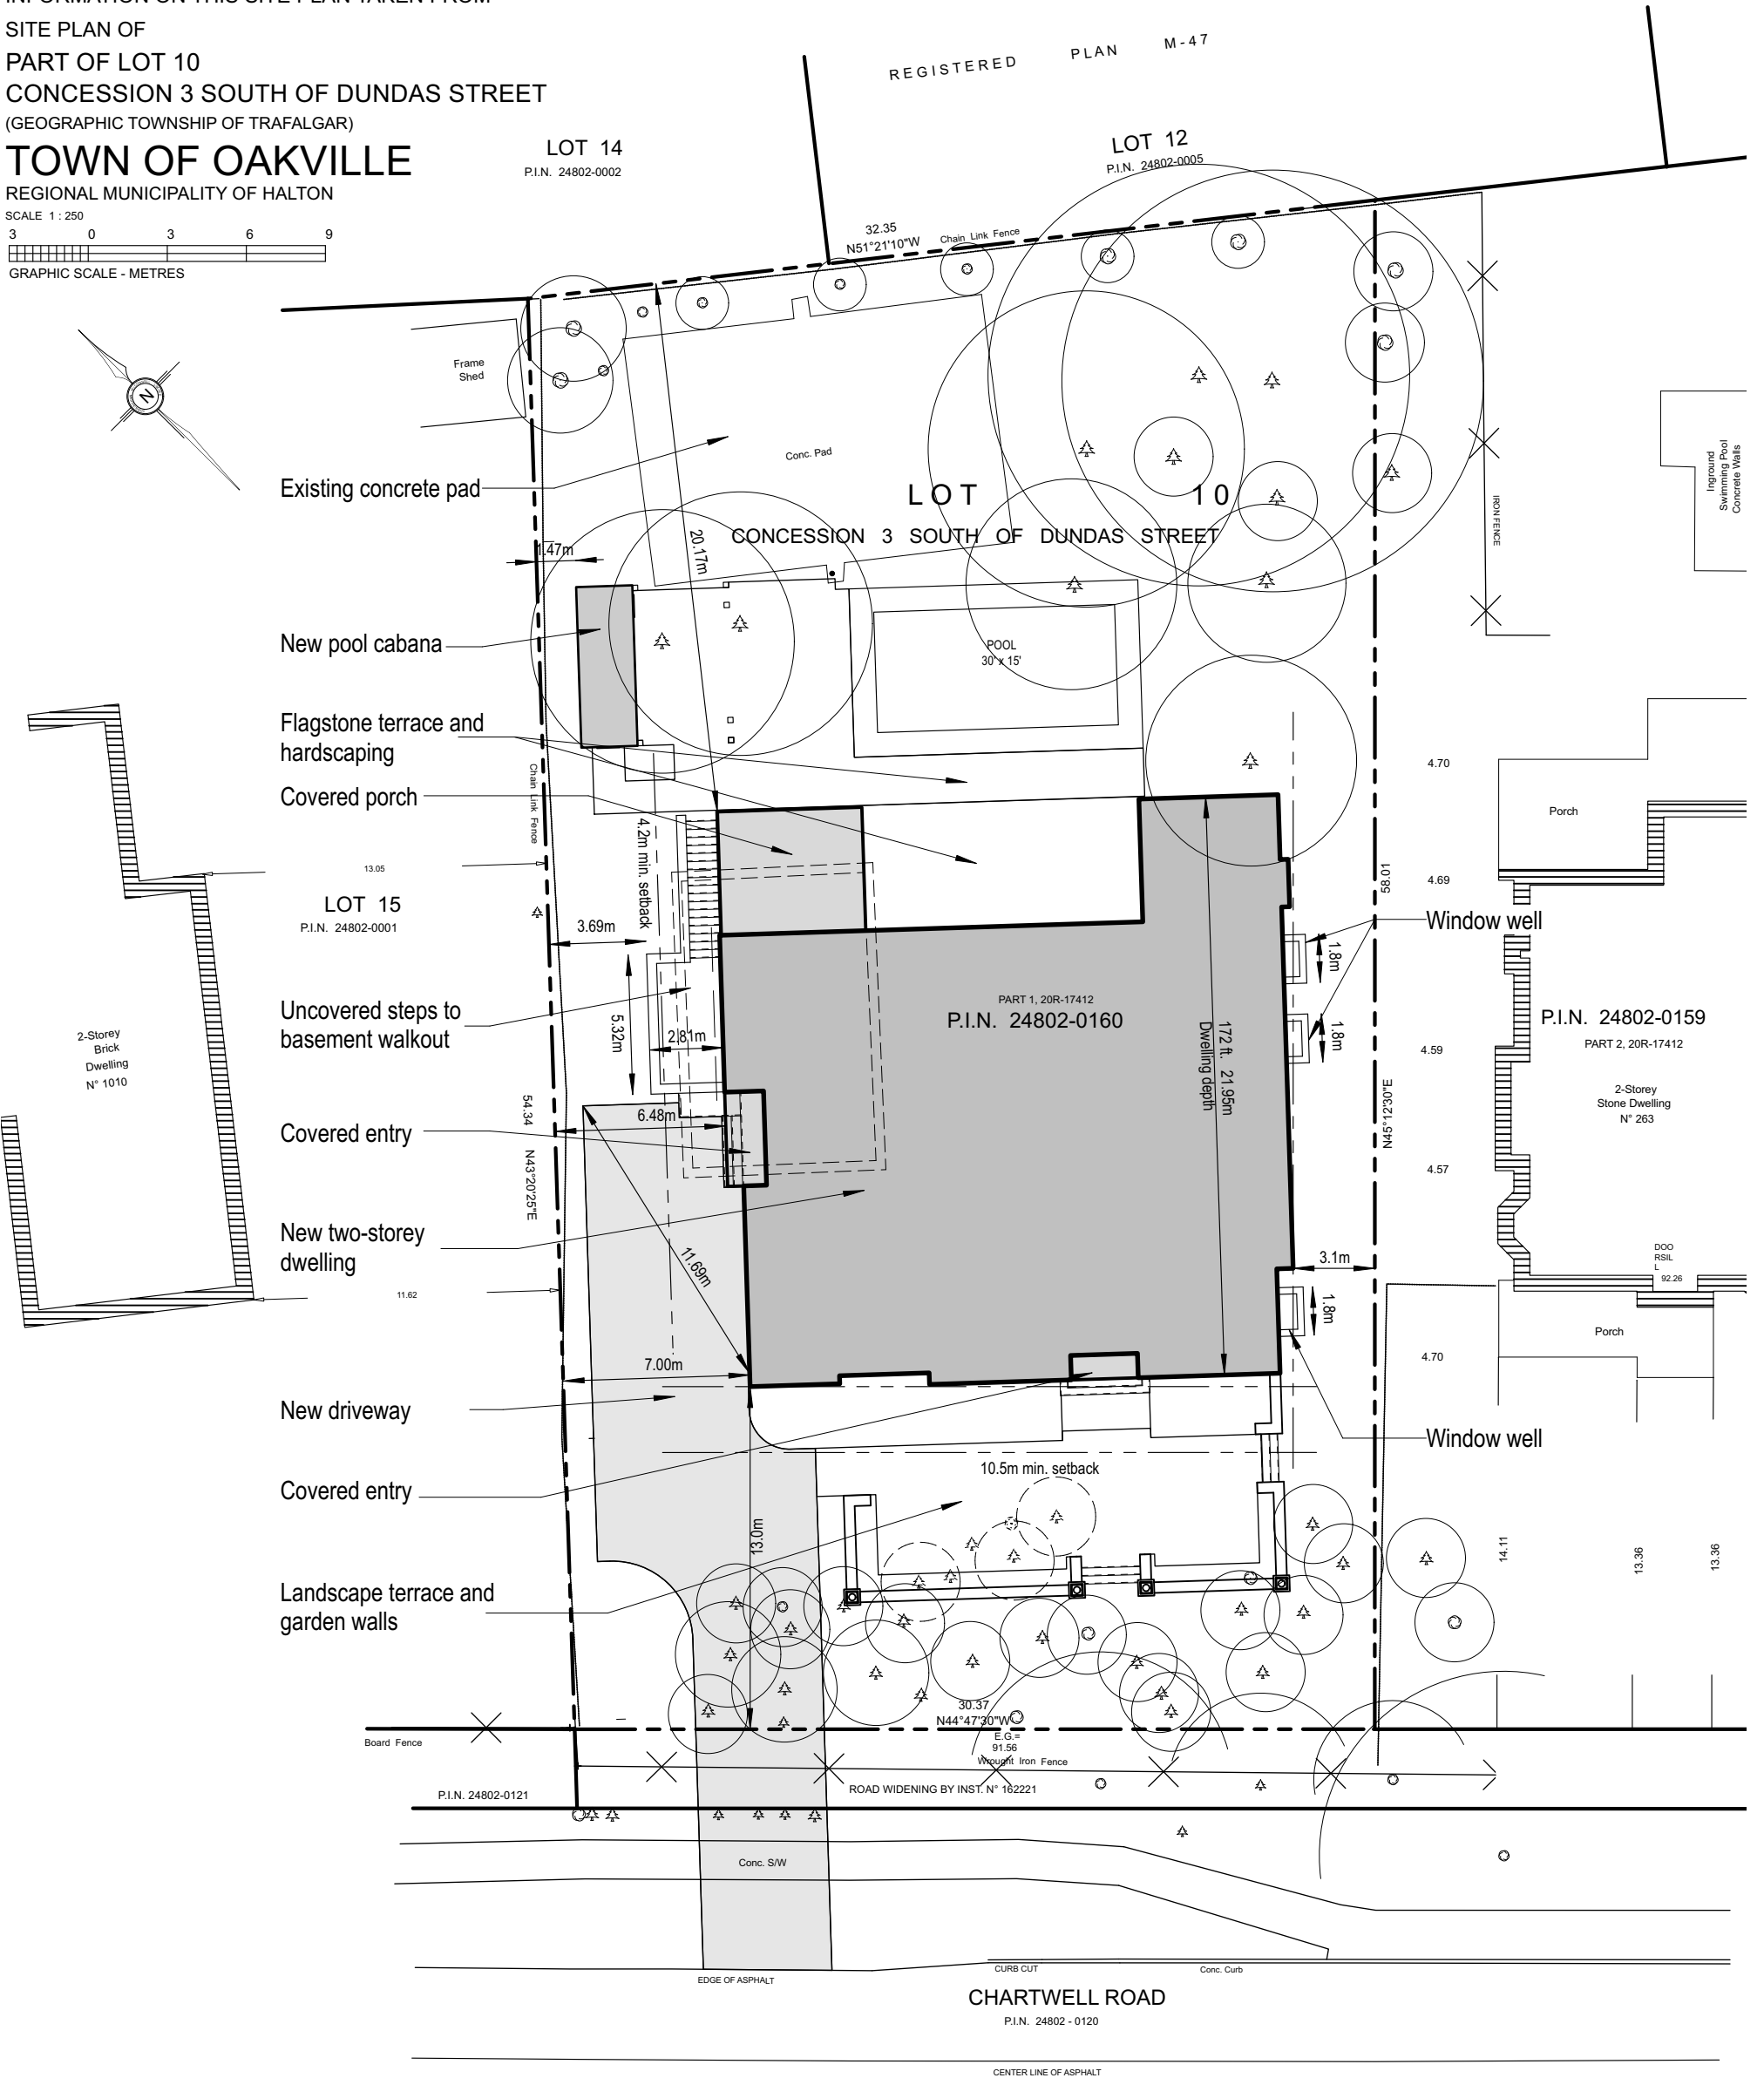 SITE PLAN OF
PART OF LOT 10
CONCESSION 3 SOUTH OF DUNDAS STREET
(GEOGRAPHIC TOWNSHIP OF TRAFALGAR)
TOWN OF OAKVILLE
REGIONAL MUNICIPALITY OF HALTON
SCALE 1 : 250
3 0 3 6 9
GRAPHIC SCALE - METRES
REGISTERED PLAN M-47
LOT 14
P.I.N. 24802-0002
LOT 12
P.I.N. 24802-0005
32.35
N51°21'10"W
Chain Link Fence
N
Frame
Shed
Existing concrete pad
Conc. Pad
LOT 10
CONCESSION 3 SOUTH OF DUNDAS STREET
IRON FENCE
Inground
Swimming Pool
Concrete Walls
1.47m
20.17m
New pool cabana
POOL
30' x 15'
Flagstone terrace and
hardscaping
Chain Link Fence
Covered porch
4.2m min. setback
4.70
Porch
13.05
58.01
4.69
LOT 15
P.I.N. 24802-0001
3.69m
Window well
1.8m
Uncovered steps to
basement walkout
5.32m
2.81m
PART 1, 20R-17412
P.I.N. 24802-0160
172 ft. 21.95m
Dwelling depth
1.8m
P.I.N. 24802-0159
PART 2, 20R-17412
4.59
2-Storey
Brick
Dwelling
N° 1010
2-Storey
Stone Dwelling
N° 263
54.34
N43°20'25"E
N45°12'30"E
Covered entry
6.48m
4.57
New two-storey
dwelling
11.69m
3.1m
DOO
RSIL
L
92.26
11.62
1.8m
Porch
7.00m
4.70
New driveway
Window well
10.5m min. setback
Covered entry
13.0m
14.11
13.36
13.36
Landscape terrace and
garden walls
30.37
N44°47'30"W
E.G.=
91.56
Board Fence
Wrought Iron Fence
P.I.N. 24802-0121
ROAD WIDENING BY INST. N° 162221
Conc. S/W
EDGE OF ASPHALT
CURB CUT
Conc. Curb
CHARTWELL ROAD
P.I.N. 24802 - 0120
CENTER LINE OF ASPHALT